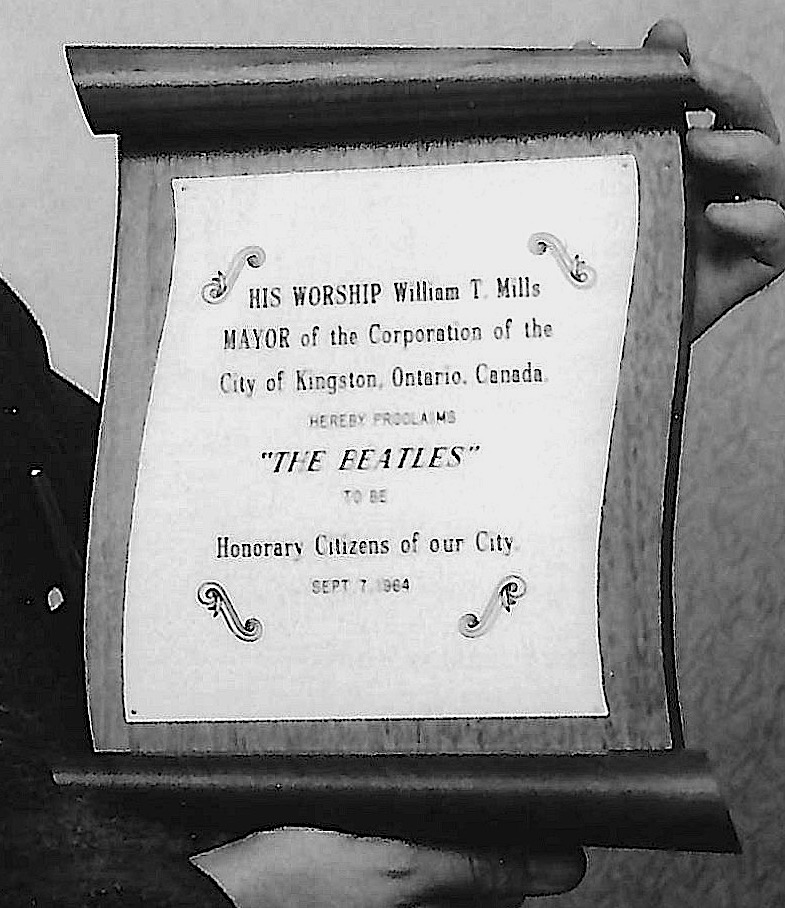 HIS WORSHIP William T. Mills
MAYOR of the Corporation of the
City of Kingston, Ontario. Canada.
HEREBY PROCLAIMS
"THE BEATLES"
TO BE
Honorary Citizens of our City.
SEPT. 7, 1964